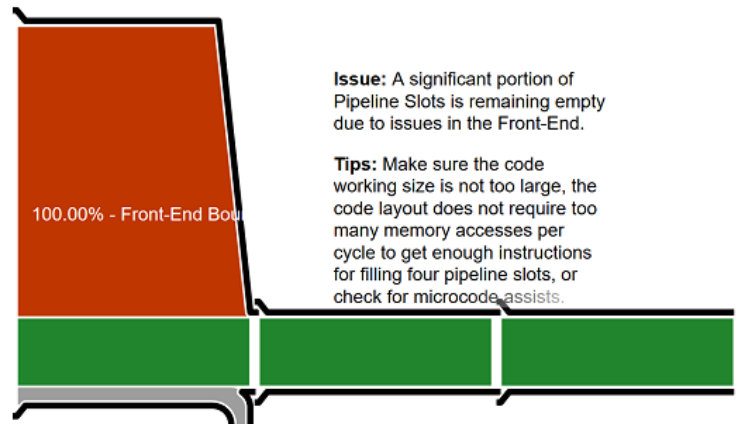 Issue: A significant portion of
Pipeline Slots is remaining empty
due to issues in the Front-End.
Tips: Make sure the code
working size is not too large, the
code layout does not require too
many memory accesses per
cycle to get enough instructions
for filling four pipeline slots, or
check for microcode assists.
100.00% - Front-End Bou